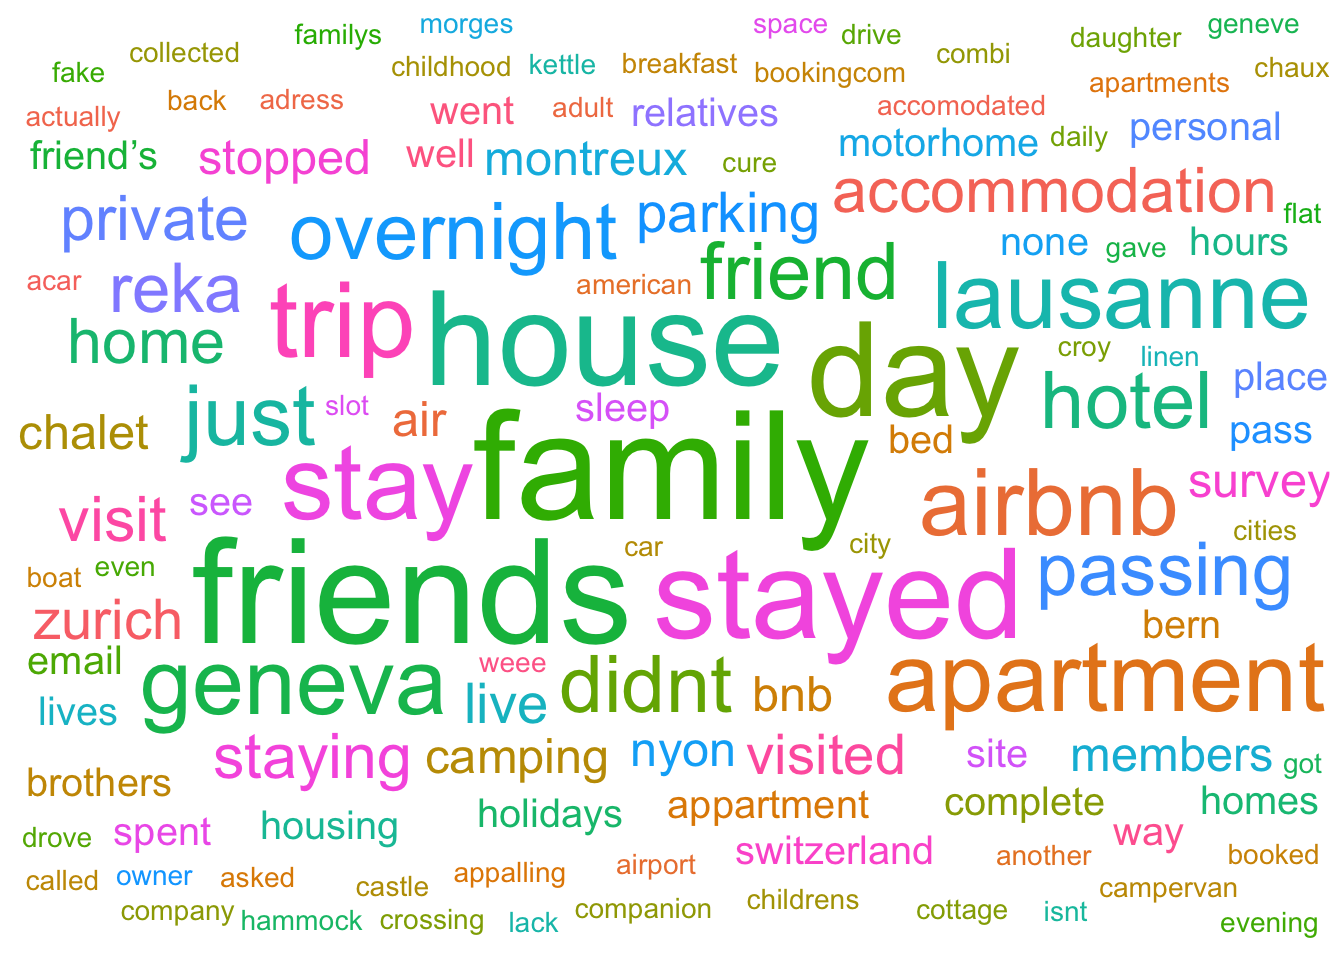 morges space drive geneve
familys combi daughter
collected childhood kettle breakfast bookingcom chaux
fake apartments
back adress adult accomodated
actually went relatives personal
friend’s stopped well montreux cure motorhome daily
private overnight parking accommodation flat
none gave hours
acar reka american friend lausanne
home trip house day croy linen
just slot air sleep hotel place
chalet bed pass
visit see stay family airbnb survey
car city cities
boat even friends stayed passing
zurich bern
email geneva weee didnt apartment
lives live bnb
staying camping nyon visited site members got
brothers
holidays appartment complete homes
drove spent housing way
switzerland another booked
called owner asked castle appalling airport campervan
company hammock crossing lack companion childrens cottage isnt evening